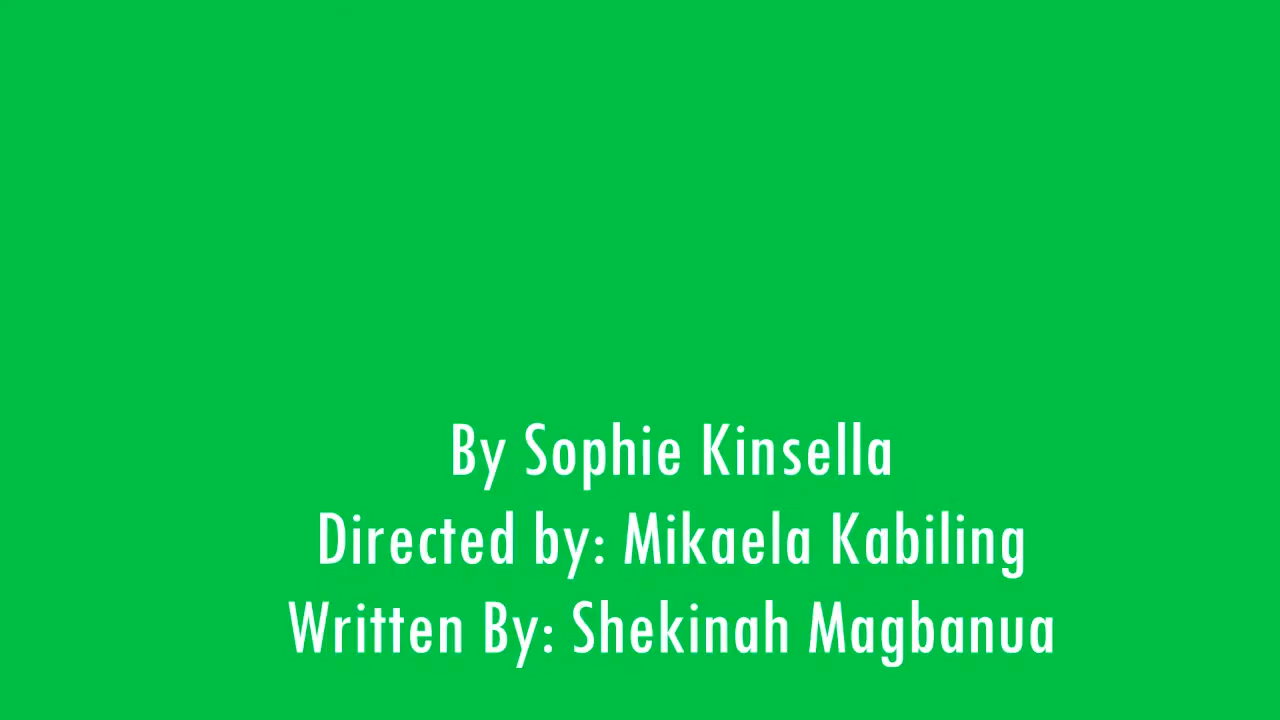 By Sophie Kinsella
Directed by: Mikaela Kabiling
Written By: Shekinah Magbanua